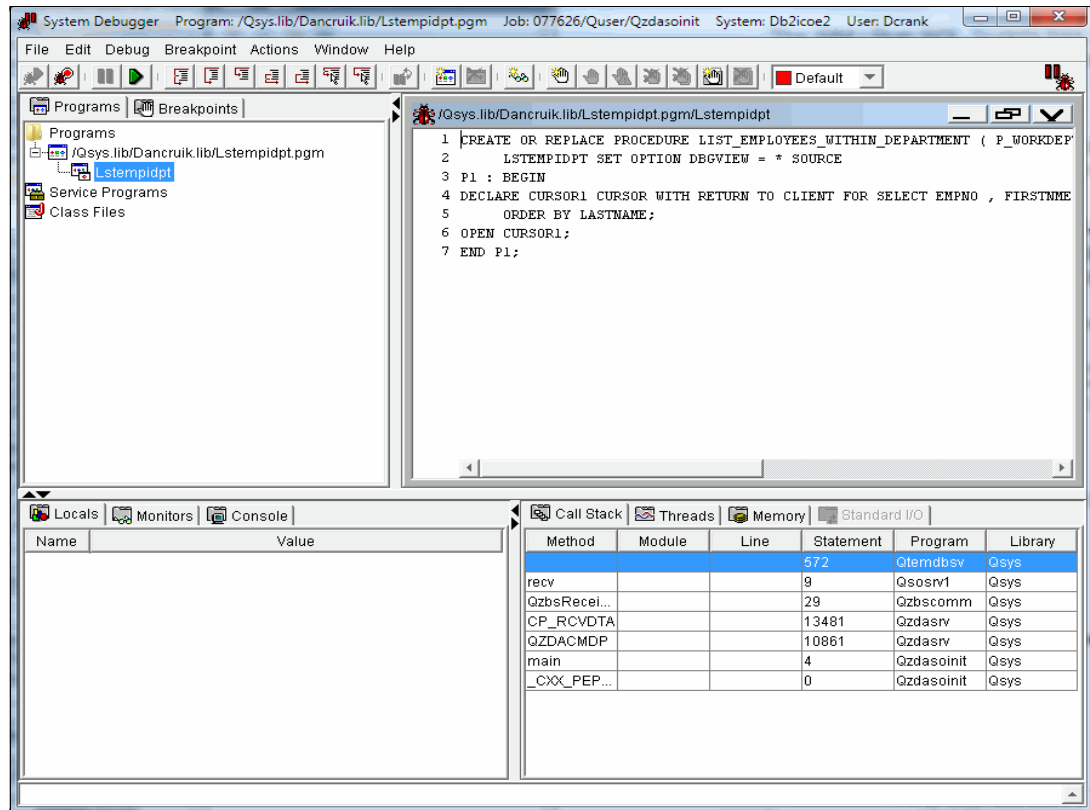 System Debugger Program: /Qsys.lib/Dancruik.lib/Lstempidpt.pgm Job: 077626/Quser/Qzdasoinit System: Db2icoe2 User: Dcrank
File Edit Debug Breakpoint Actions Window Help
Default
Programs Breakpoints
Programs
/Qsys.lib/Dancruik.lib/Lstempidpt.pgm
Lstempidpt
Service Programs
Class Files
/Qsys.lib/Dancruik.lib/Lstempidpt.pgm/Lstempidpt
1 CREATE OR REPLACE PROCEDURE LIST_EMPLOYEES_WITHIN_DEPARTMENT ( P_WORKDEP
2 LSTEMPIDPT SET OPTION DBGVIEW = * SOURCE
3 P1 : BEGIN
4 DECLARE CURSOR1 CURSOR WITH RETURN TO CLIENT FOR SELECT EMPNO , FIRSTNME
5 ORDER BY LASTNAME;
6 OPEN CURSOR1;
7 END P1;
Locals Monitors Console
Name Value
Call Stack Threads Memory Standard I/O
Method Module Line Statement Program Library
572 Qtemdbsv Qsys
recv 9 Qsosrv1 Qsys
QzbsRecei... 29 Qzbscomm Qsys
CP_RCVDTA 13481 Qzdasrv Qsys
QZDACMDP 10861 Qzdasrv Qsys
main 4 Qzdasoinit Qsys
_CXX_PEP... 0 Qzdasoinit Qsys